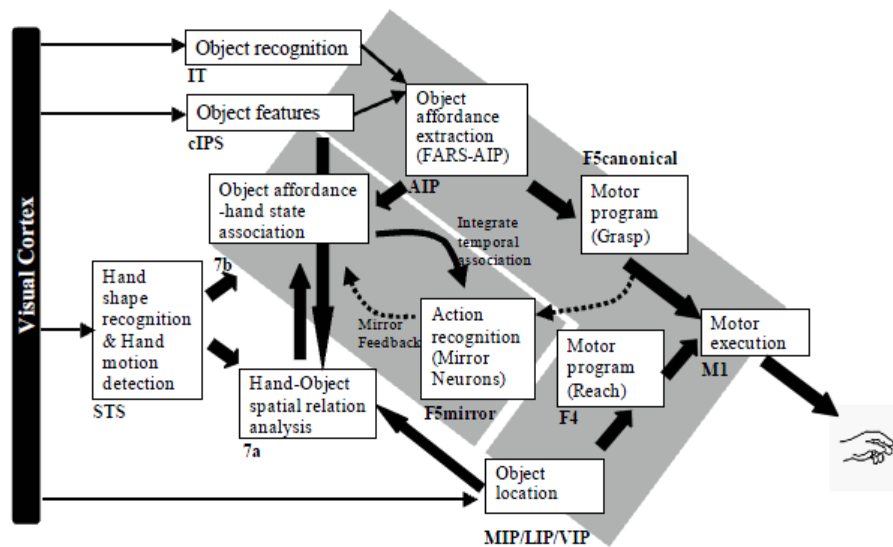 Visual Cortex
Object recognition
IT
Object features
cIPS
Object
affordance
extraction
(FARS-AIP)
AIP
F5canonical
Motor
program
(Grasp)
Object affordance
-hand state
association
7b
Integrate
temporal
association
Hand
shape
recognition
& Hand
motion
detection
STS
Mirror
Feedback
Action
recognition
(Mirror
Neurons)
F5mirror
Motor
program
(Reach)
F4
Motor
execution
M1
Hand-Object
spatial relation
analysis
7a
Object
location
MIP/LIP/VIP